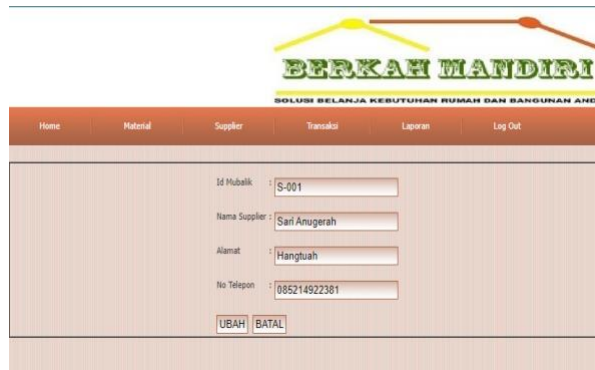 BERKAH MANDIRI
SOLUSI BELANJA KEBUTUHAN RUMAH DAN BANGUNAN AND
Home Material Supplier Transaksi Laporan Log Out
Id Mubalik : S-001
Nama Supplier : Sari Anugerah
Alamat : Hangtuah
No Telepon : 085214922381
UBAH BATAL